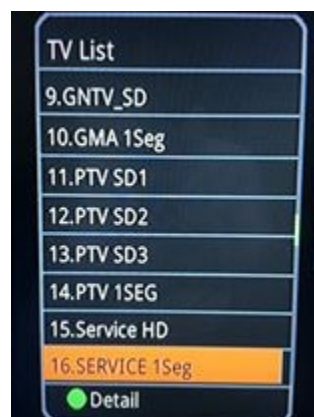 TV List
9.GNTV_SD
10.GMA 1Seg
11.PTV SD1
12.PTV SD2
13.PTV SD3
14.PTV 1SEG
15.Service HD
16.SERVICE 1Seg
Detail